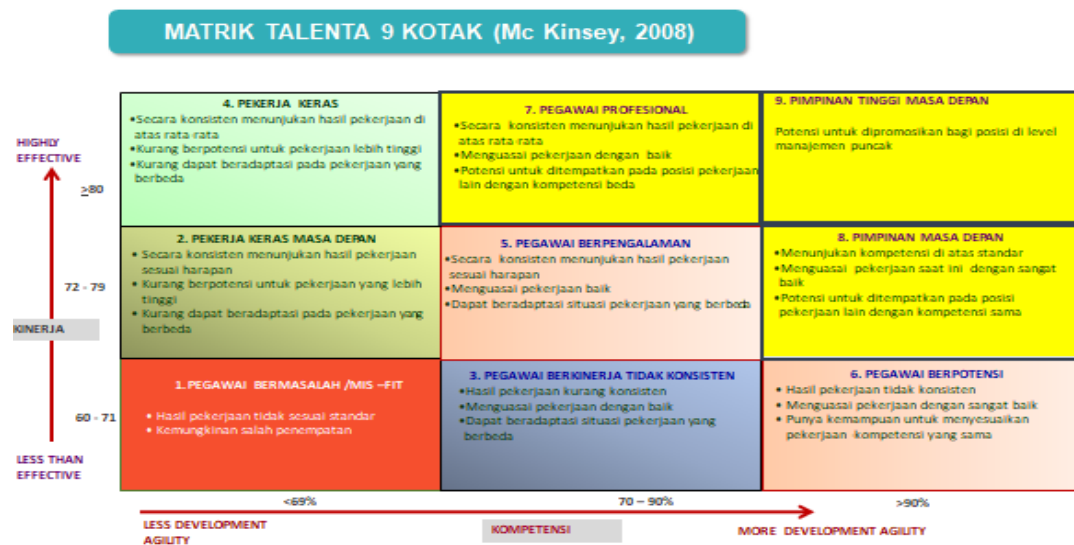 MATRIK TALENTA 9 KOTAK (Mc Kinsey, 2008)
HIGHLY
EFFECTIVE
>80
72 - 79
KINERJA
60 - 71
LESS THAN
EFFECTIVE
4. PEKERJA KERAS
•Secara konsisten menunjukan hasil pekerjaan di
atas rata-rata
•Kurang berpotensi untuk pekerjaan lebih tinggi
•Kurang dapat beradaptasi pada pekerjaan yang
berbeda
7. PEGAWAI PROFESIONAL
•Secara konsisten menunjukan hasil pekerjaan di
atas rata-rata
•Menguasai pekerjaan dengan baik
•Potensi untuk ditempatkan pada posisi pekerjaan
lain dengan kompetensi beda
9. PIMPINAN TINGGI MASA DEPAN
Potensi untuk dipromosikan bagi posisi di level
manajemen puncak
2. PEKERJA KERAS MASA DEPAN
• Secara konsisten menunjukan hasil pekerjaan
sesuai harapan
• Kurang berpotensi untuk pekerjaan yang lebih
tinggi
• Kurang dapat beradaptasi pada pekerjaan yang
berbeda
5. PEGAWAI BERPENGALAMAN
•Secara konsisten menunjukan hasil pekerjaan
sesuai harapan
•Menguasai pekerjaan baik
•Dapat beradaptasi situasi pekerjaan yang berbeda
8. PIMPINAN MASA DEPAN
•Menunjukan kompetensi di atas standar
•Menguasai pekerjaan saat ini dengan sangat
baik
•Potensi untuk ditempatkan pada posisi
pekerjaan lain dengan kompetensi sama
1. PEGAWAI BERMASALAH /MIS –FIT
• Hasil pekerjaan tidak sesuai standar
• Kemungkinan salah penempatan
3. PEGAWAI BERKINERJA TIDAK KONSISTEN
•Hasil pekerjaan kurang konsisten
•Menguasai pekerjaan dengan baik
•Dapat beradaptasi situasi pekerjaan yang
berbeda
6. PEGAWAI BERPOTENSI
• Hasil pekerjaan tidak konsisten
• Menguasai pekerjaan dengan sangat baik
• Punya kemampuan untuk menyesuaikan
pekerjaan kompetensi yang sama
<69%
70 – 90%
>90%
LESS DEVELOPMENT
AGILITY
KOMPETENSI
MORE DEVELOPMENT AGILITY